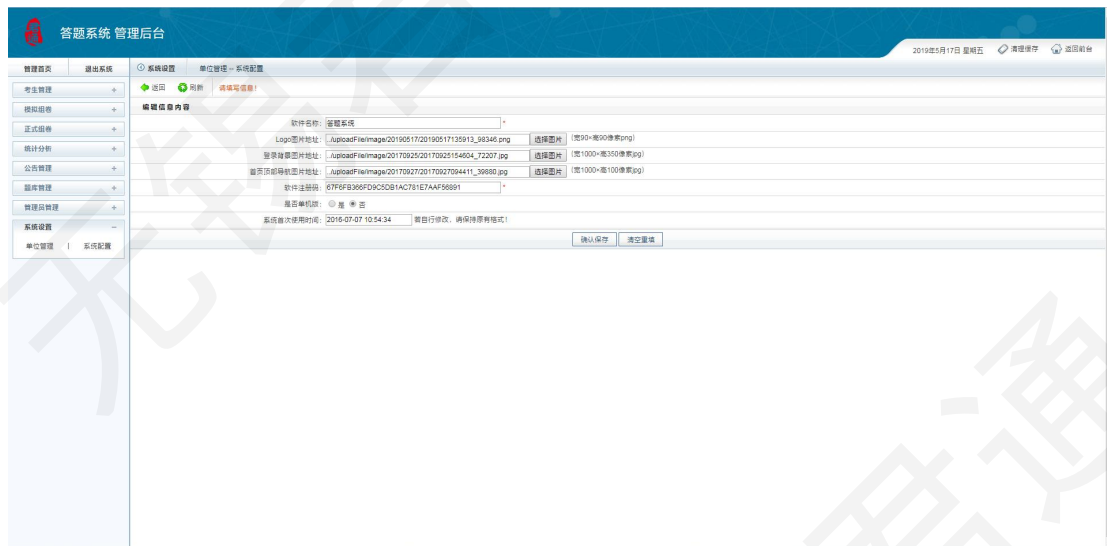 答题系统 管理后台
2019年5月17日 星期五 清理缓存 返回前台
管理首页 退出系统 系统设置 单位管理 -- 系统配置
考生管理 +
返回 刷新 请填写信息!
模拟组卷 +
编辑信息内容
正式组卷 +
软件名称: 答题系统 *
统计分析 +
Logo图片地址: ../uploadFile/image/20190517/20190517135913_98346.png 选择图片 (宽90×高90像素png)
登录背景图片地址: ../uploadFile/image/20170925/20170925154604_72207.jpg 选择图片 (宽1000×高350像素jpg)
公告管理 +
首页顶部导航图片地址: ../uploadFile/image/20170927/20170927094411_39880.jpg 选择图片 (宽1000×高100像素jpg)
题库管理 +
软件注册码: 67F6FB366FD9C5DB1AC781E7AAF56891 *
管理员管理 +
是否单机版: 是 否
系统设置 −
系统首次使用时间: 2016-07-07 10:54:34 若自行修改,请保持原有格式!
单位管理 | 系统配置
确认保存 清空重填
无锡君通